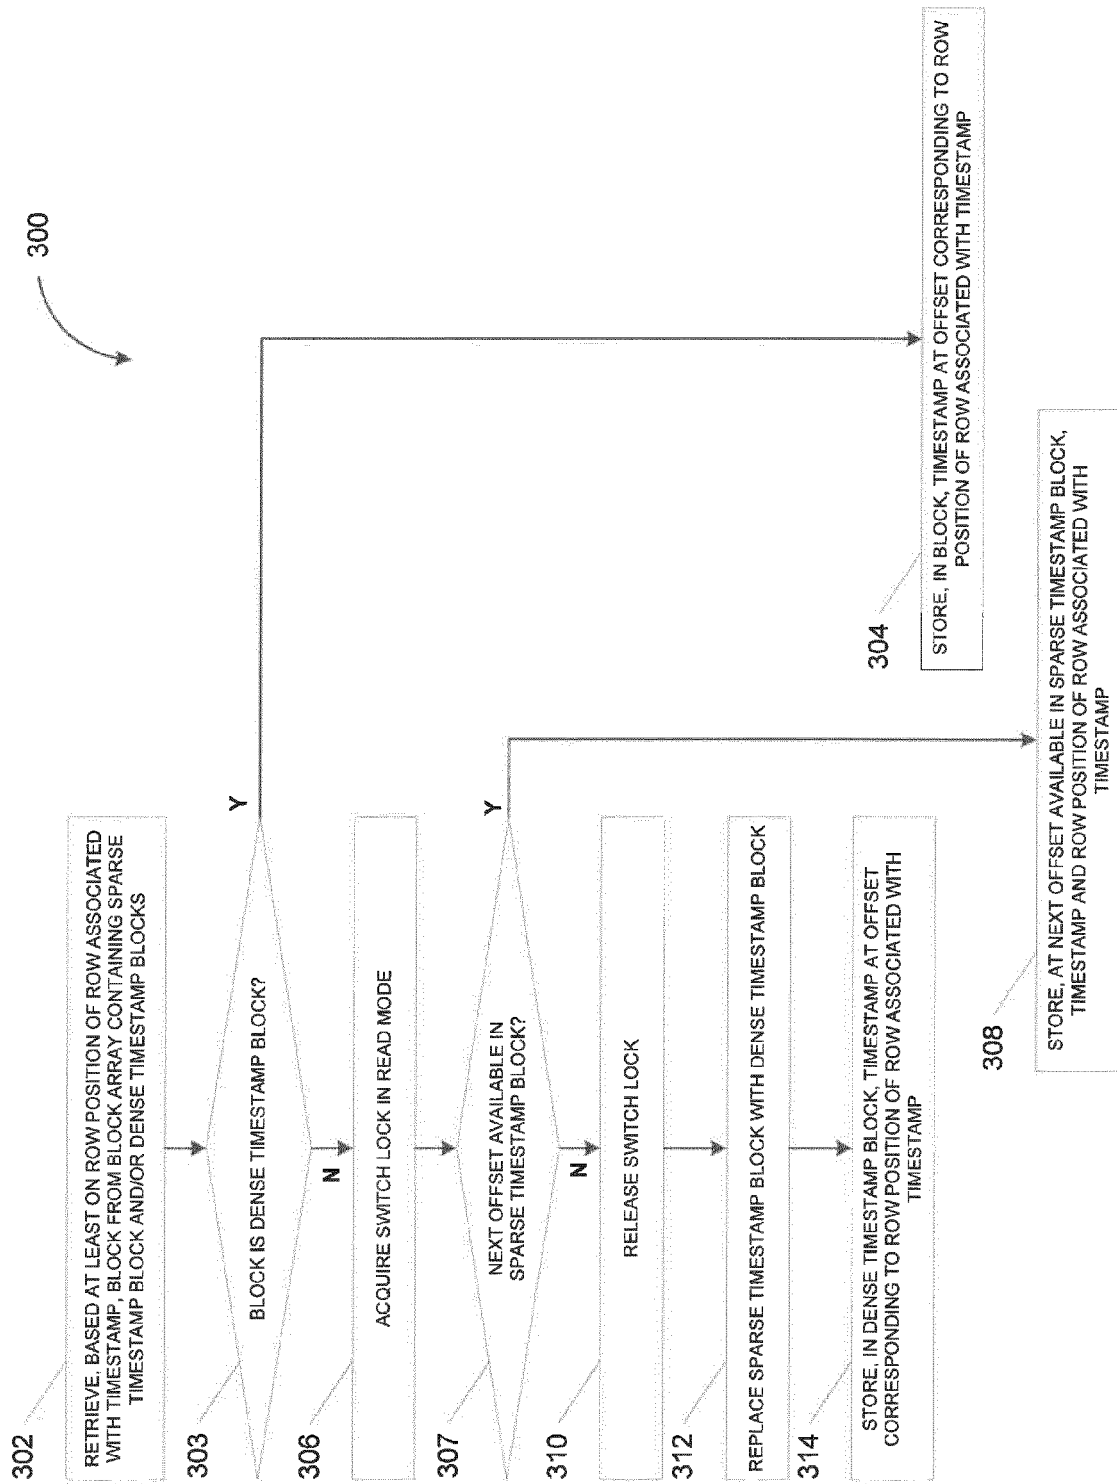 300
302
RETRIEVE, BASED AT LEAST ON ROW POSITION OF ROW ASSOCIATED
WITH TIMESTAMP, BLOCK FROM BLOCK ARRAY CONTAINING SPARSE
TIMESTAMP BLOCK AND/OR DENSE TIMESTAMP BLOCKS
303
BLOCK IS DENSE TIMESTAMP BLOCK?
Y
N
304
STORE, IN BLOCK, TIMESTAMP AT OFFSET CORRESPONDING TO ROW
POSITION OF ROW ASSOCIATED WITH TIMESTAMP
306
ACQUIRE SWITCH LOCK IN READ MODE
307
NEXT OFFSET AVAILABLE IN
SPARSE TIMESTAMP BLOCK?
Y
N
308
STORE, AT NEXT OFFSET AVAILABLE IN SPARSE TIMESTAMP BLOCK,
TIMESTAMP AND ROW POSITION OF ROW ASSOCIATED WITH
TIMESTAMP
310
RELEASE SWITCH LOCK
312
REPLACE SPARSE TIMESTAMP BLOCK WITH DENSE TIMESTAMP BLOCK
314
STORE, IN DENSE TIMESTAMP BLOCK, TIMESTAMP AT OFFSET
CORRESPONDING TO ROW POSITION OF ROW ASSOCIATED WITH
TIMESTAMP